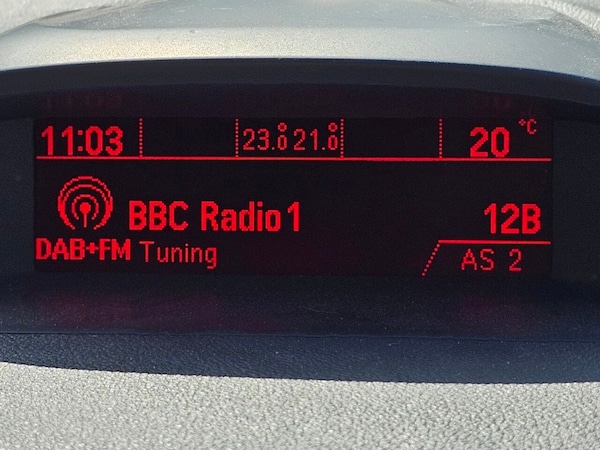 11:03 23.0 21.0 20 °C
BBC Radio 1 12B
DAB+FM Tuning AS 2